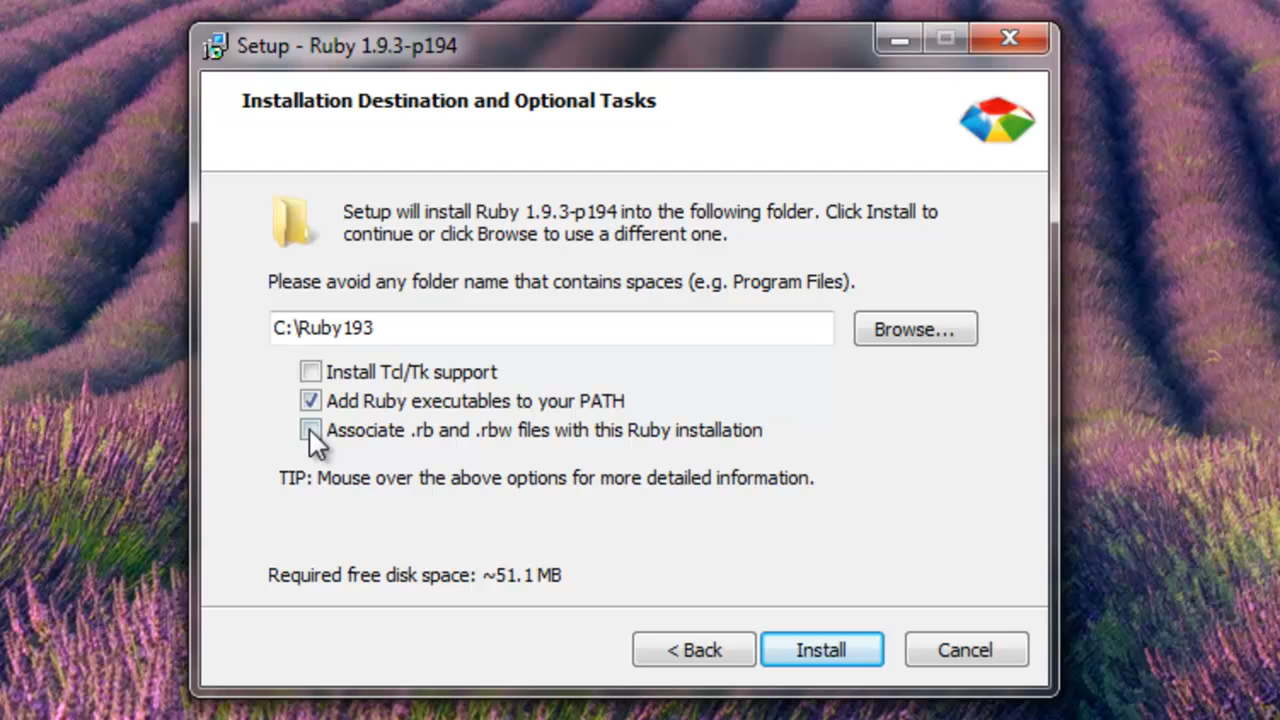 Setup - Ruby 1.9.3-p194
Installation Destination and Optional Tasks
Setup will install Ruby 1.9.3-p194 into the following folder. Click Install to
continue or click Browse to use a different one.
Please avoid any folder name that contains spaces (e.g. Program Files).
C:\Ruby193
Browse...
Install Tcl/Tk support
Add Ruby executables to your PATH
Associate .rb and .rbw files with this Ruby installation
TIP: Mouse over the above options for more detailed information.
Required free disk space: ~51.1 MB
< Back
Install
Cancel